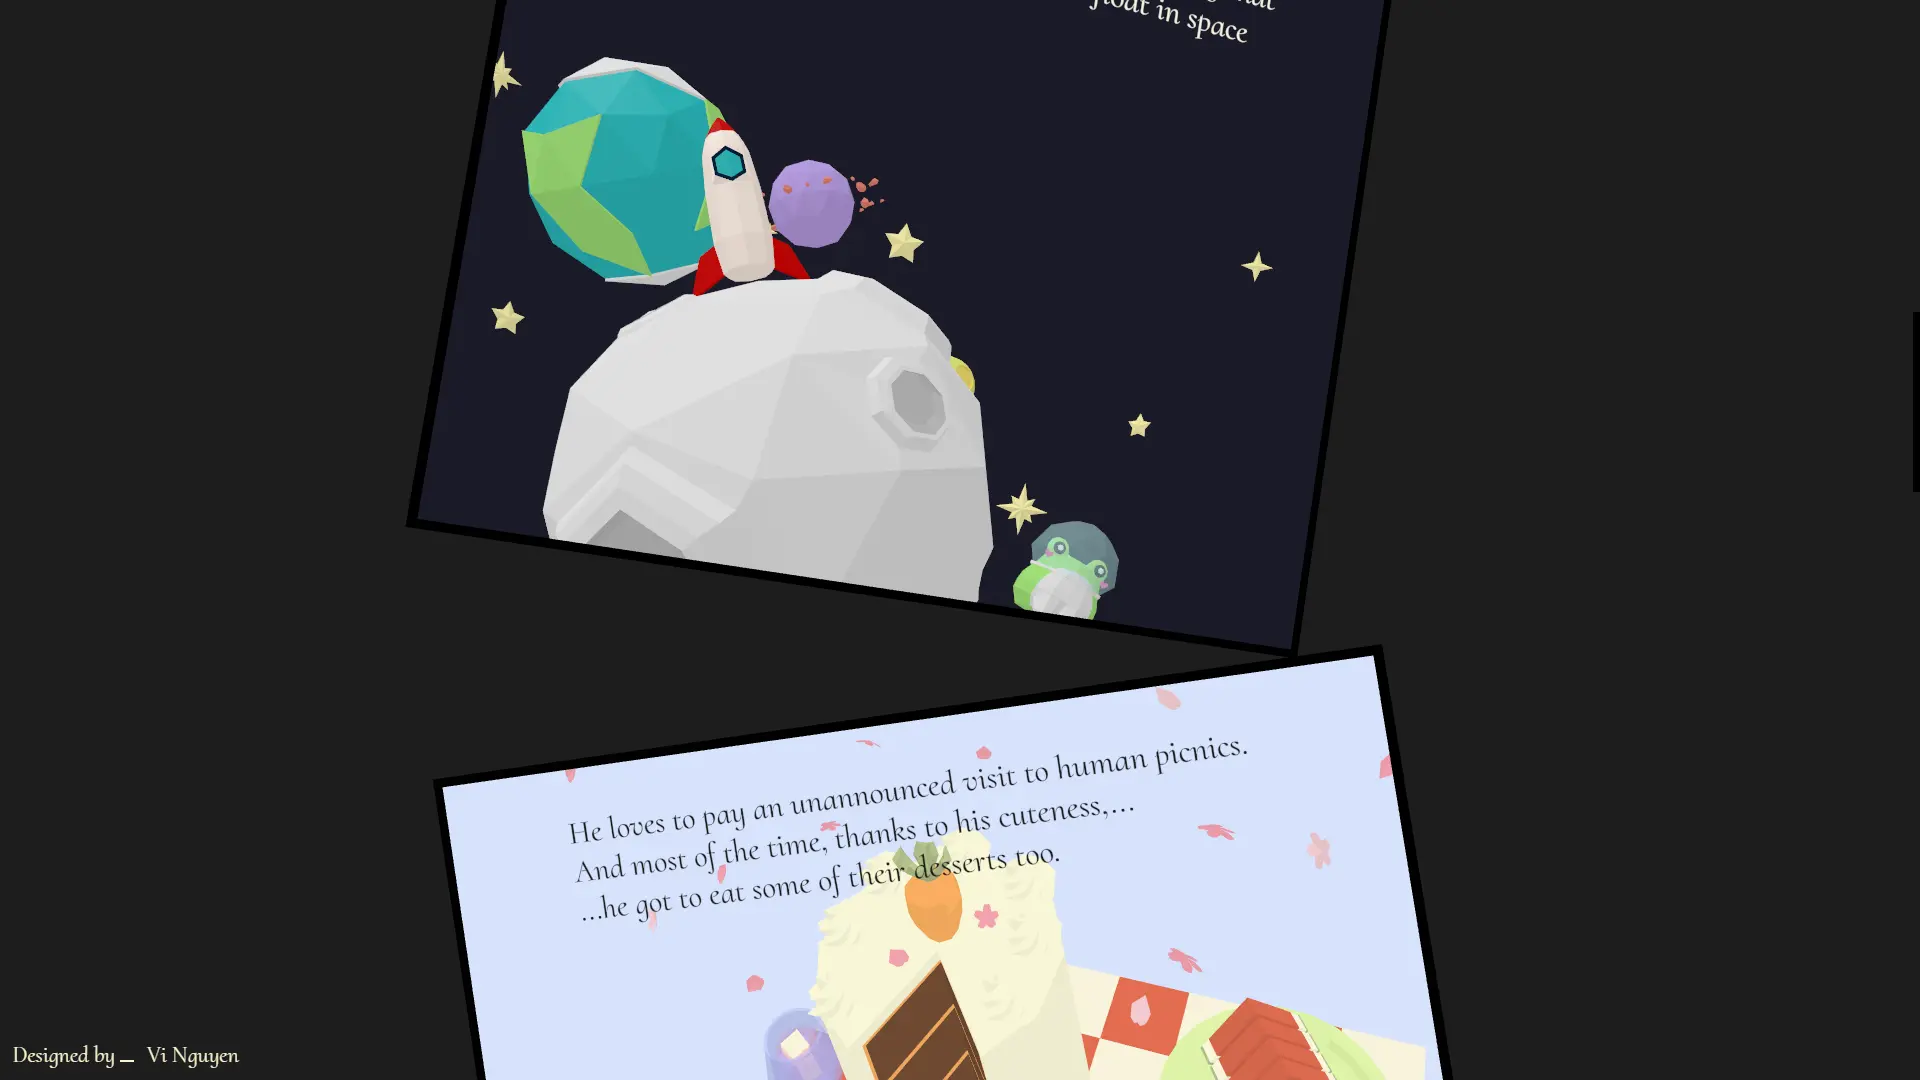 float in space
He loves to pay an unannounced visit to human picnics.
And most of the time, thanks to his cuteness,...
...he got to eat some of their desserts too.
Designed by _ Vi Nguyen